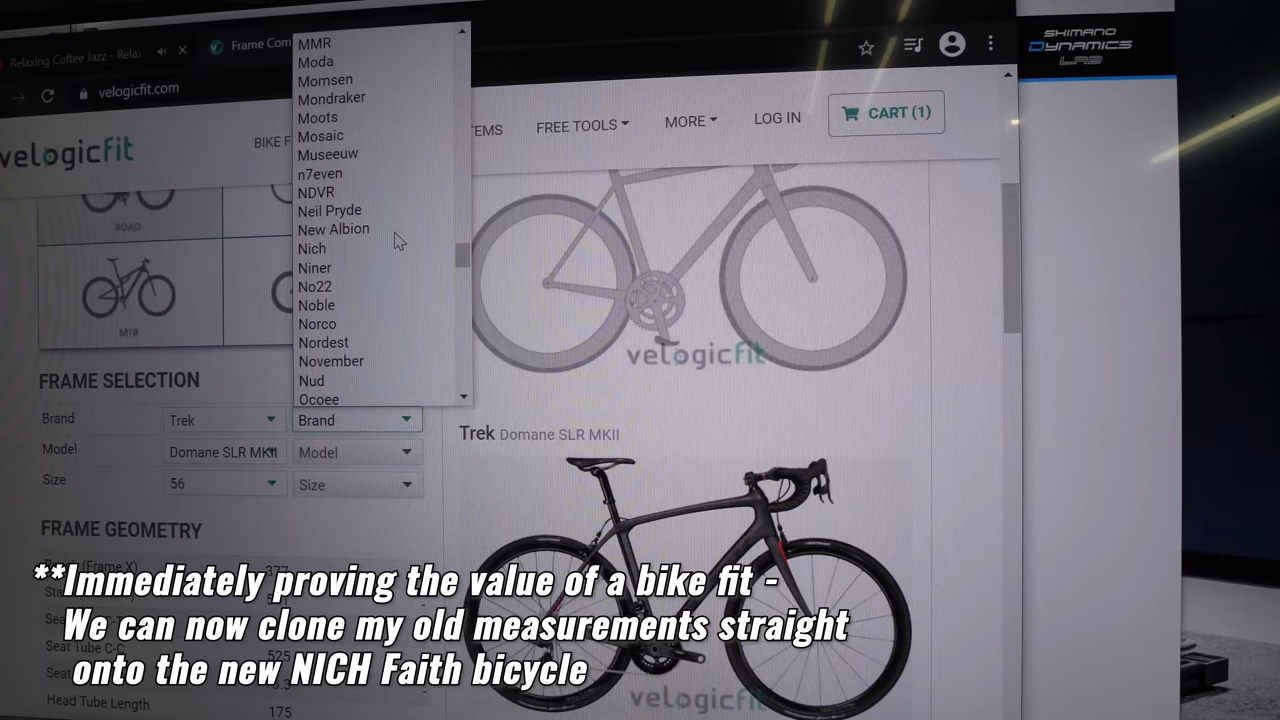 Relaxing Coffee Jazz - Relax
Frame Com
velogicfit.com
SHIMANO
DYNAMICS
LAB
velogicfit
BIKE F
TEMS
FREE TOOLS
MORE
LOG IN
CART (1)
MMR
Moda
Momsen
Mondraker
Moots
Mosaic
Museeuw
n7even
NDVR
Neil Pryde
New Albion
Nich
Niner
No22
Noble
Norco
Nordest
November
Nud
Ocoee
ROAD
MTB
velogicfit
FRAME SELECTION
Brand Trek Brand
Model Domane SLR MKII Model
Size 56 Size
Trek Domane SLR MKII
FRAME GEOMETRY
(Frame X) 377
Seat Tube C-C 525
Head Tube Length 175
velogicfit
**Immediately proving the value of a bike fit -
We can now clone my old measurements straight
onto the new NICH Faith bicycle